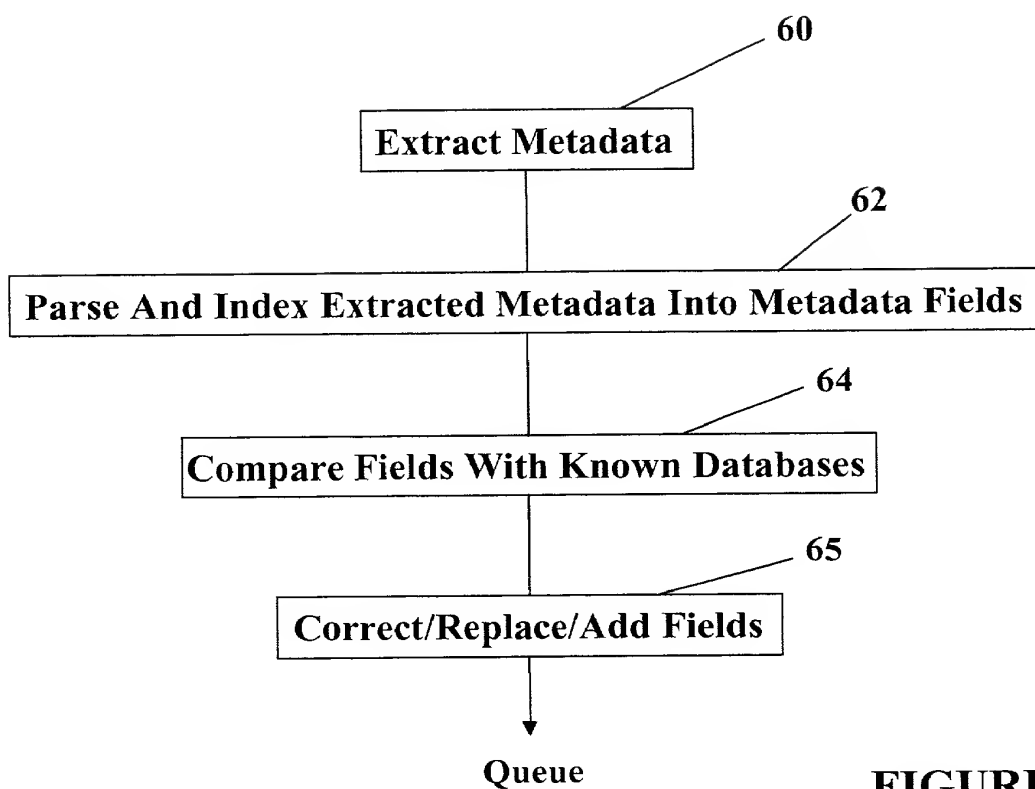 60
Extract Metadata
62
Parse And Index Extracted Metadata Into Metadata Fields
64
Compare Fields With Known Databases
65
Correct/Replace/Add Fields
Queue